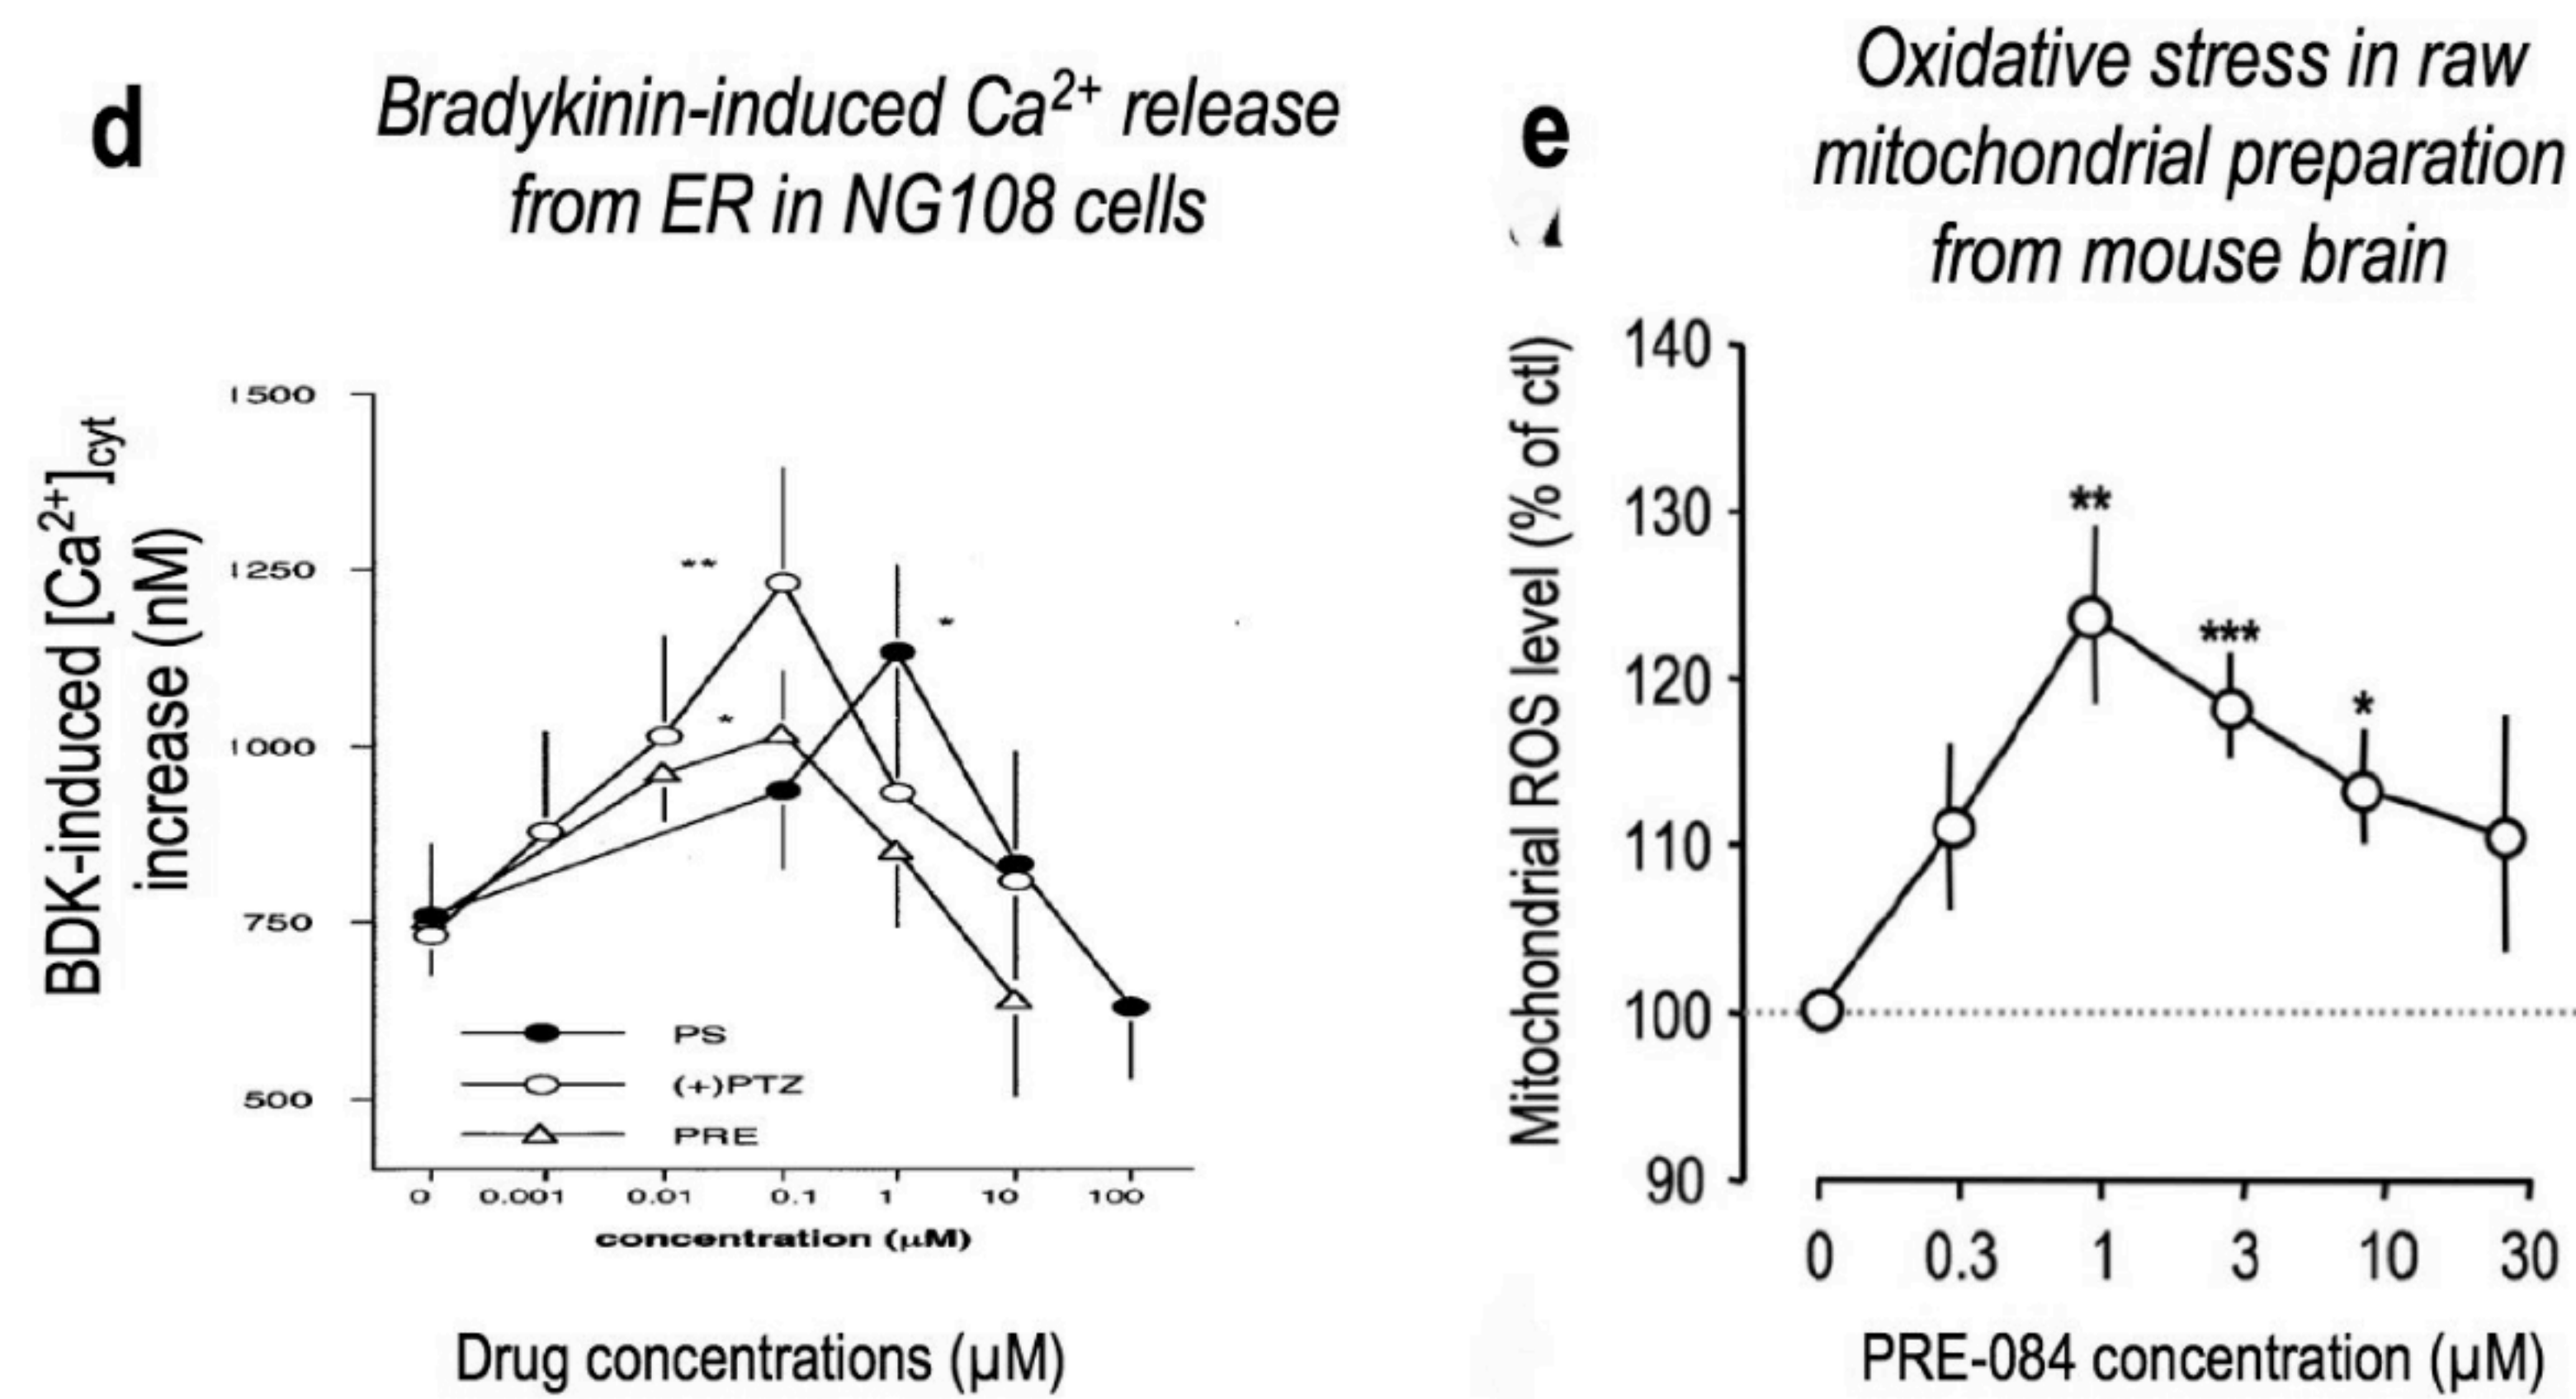 d
Bradykinin-induced Ca2+ release
from ER in NG108 cells
BDK-induced [Ca2+]cyt
increase (nM)
1500
1250
1000
750
500
**
*
*
PS
(+)PTZ
PRE
0 0.001 0.01 0.1 1 10 100
concentration (μM)
Drug concentrations (μM)
e
Oxidative stress in raw
mitochondrial preparation
from mouse brain
Mitochondrial ROS level (% of ctl)
140
130
120
110
100
90
**
***
*
0 0.3 1 3 10 30
PRE-084 concentration (μM)